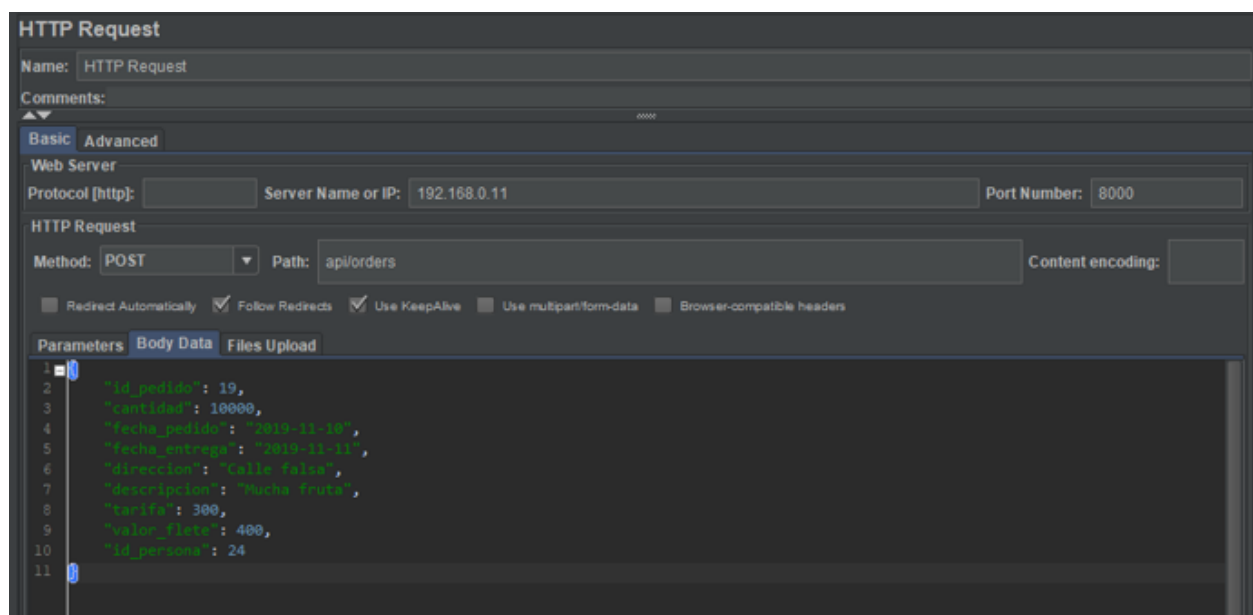 HTTP Request
Name: HTTP Request
Comments:
Basic Advanced
Web Server
Protocol [http]: Server Name or IP: 192.168.0.11 Port Number: 8000
HTTP Request
Method: POST Path: api/orders Content encoding:
Redirect Automatically Follow Redirects Use KeepAlive Use multipart/form-data Browser-compatible headers
Parameters Body Data Files Upload
1 {
2 "id_pedido": 19,
3 "cantidad": 10000,
4 "fecha_pedido": "2019-11-10",
5 "fecha_entrega": "2019-11-11",
6 "direccion": "Calle falsa",
7 "descripcion": "Mucha fruta",
8 "tarifa": 300,
9 "valor_flete": 400,
10 "id_persona": 24
11 }